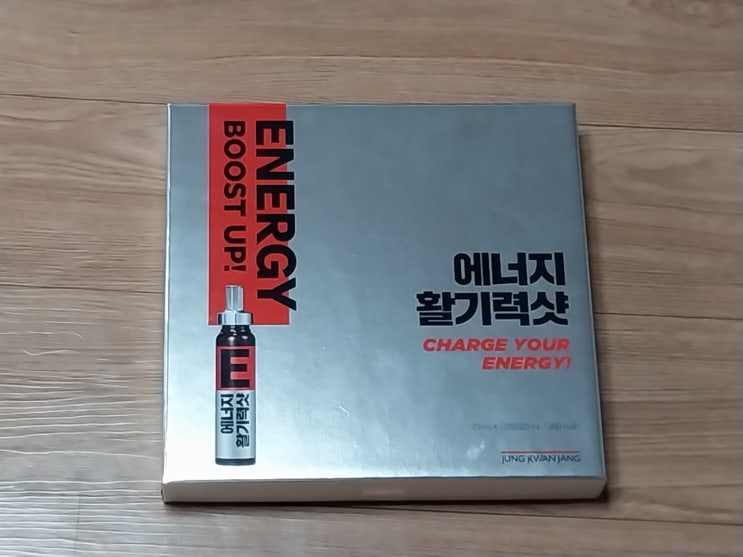 ENERGY
BOOST UP!
E
에너지
활기력샷
에너지
활기력샷
CHARGE YOUR
ENERGY!
JUNG KWAN JANG